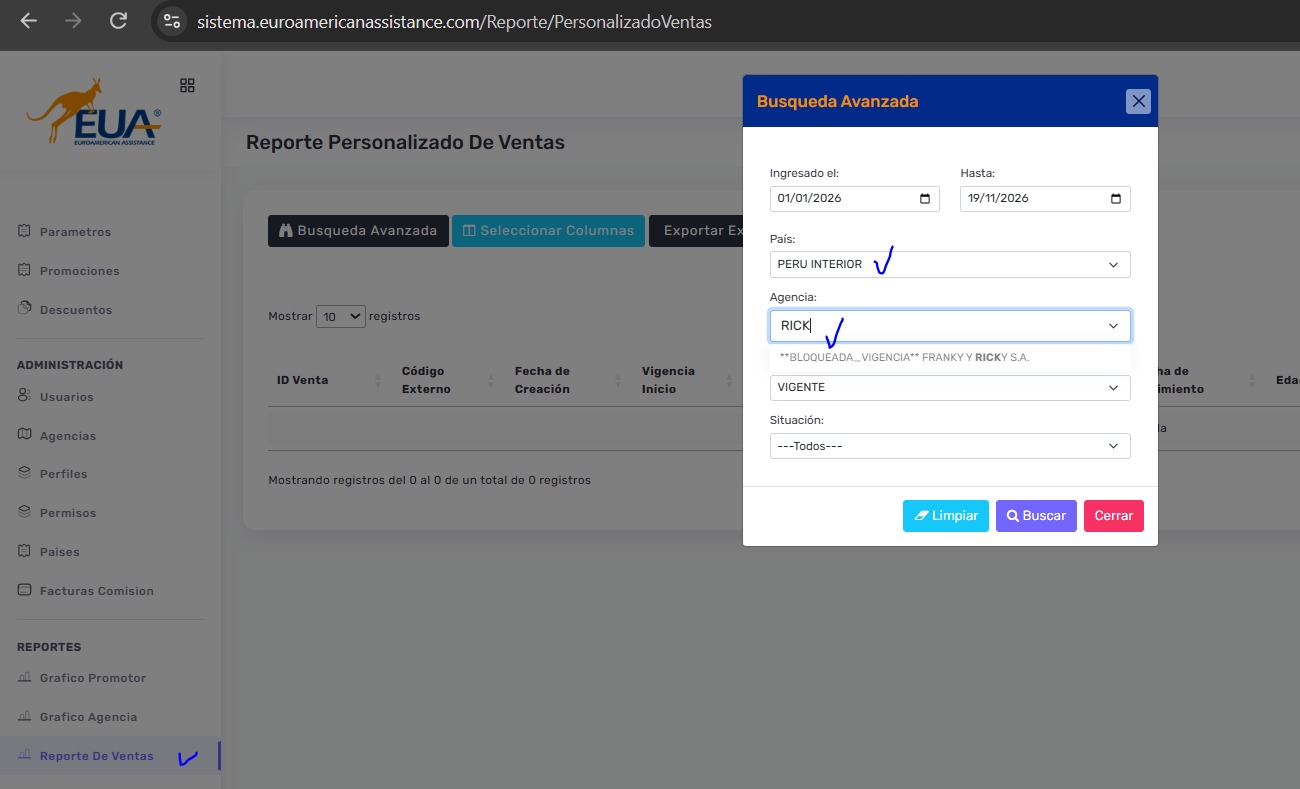 sistema.euroamericanassistance.com/Reporte/PersonalizadoVentas
EUA®
EUROAMERICAN ASSISTANCE
Parametros
Promociones
Descuentos
ADMINISTRACIÓN
Usuarios
Agencias
Perfiles
Permisos
Paises
Facturas Comision
REPORTES
Grafico Promotor
Grafico Agencia
Reporte De Ventas
Reporte Personalizado De Ventas
Busqueda Avanzada
Seleccionar Columnas
Exportar Ex
Mostrar 10 registros
ID Venta
Código Externo
Fecha de Creación
Vigencia Inicio
ha de
imiento
Eda
la
Mostrando registros del 0 al 0 de un total de 0 registros
Busqueda Avanzada
Ingresado el: Hasta:
01/01/2026 19/11/2026
País:
PERU INTERIOR
Agencia:
RICK
**BLOQUEADA_VIGENCIA** FRANKY Y RICKY S.A.
VIGENTE
Situación:
---Todos---
Limpiar Buscar Cerrar